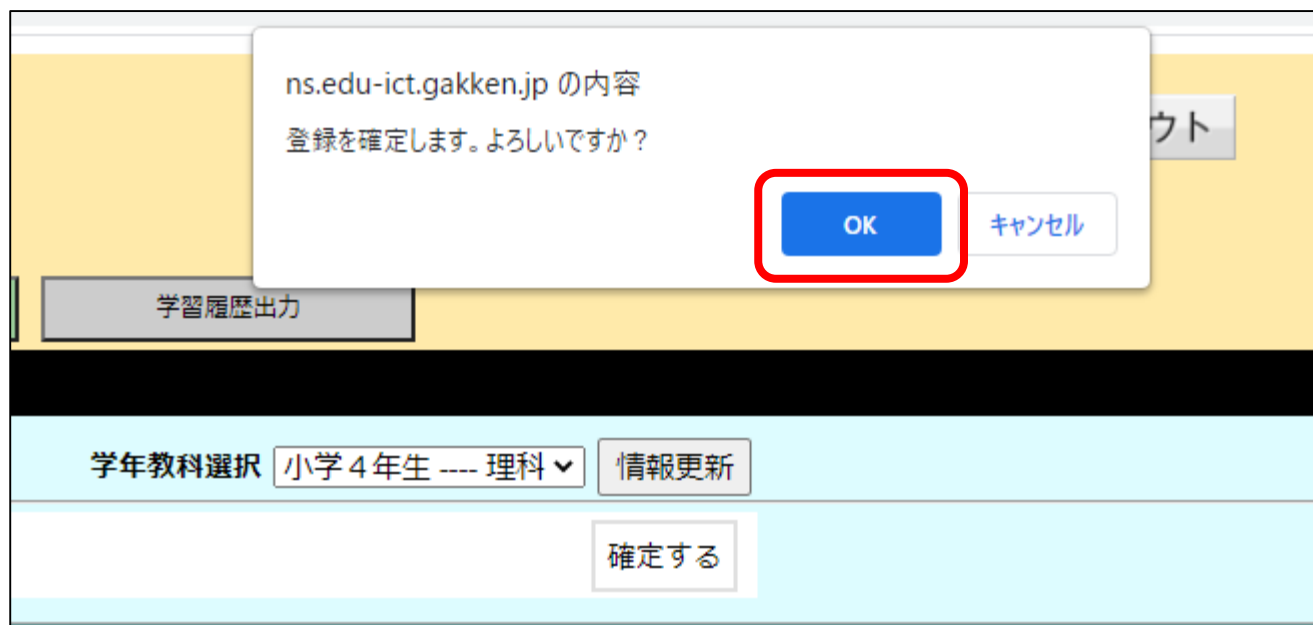 ns.edu-ict.gakken.jp の内容
登録を確定します。よろしいですか？
ウト
OK
キャンセル
学習履歴出力
学年教科選択 小学４年生 ---- 理科 情報更新
確定する